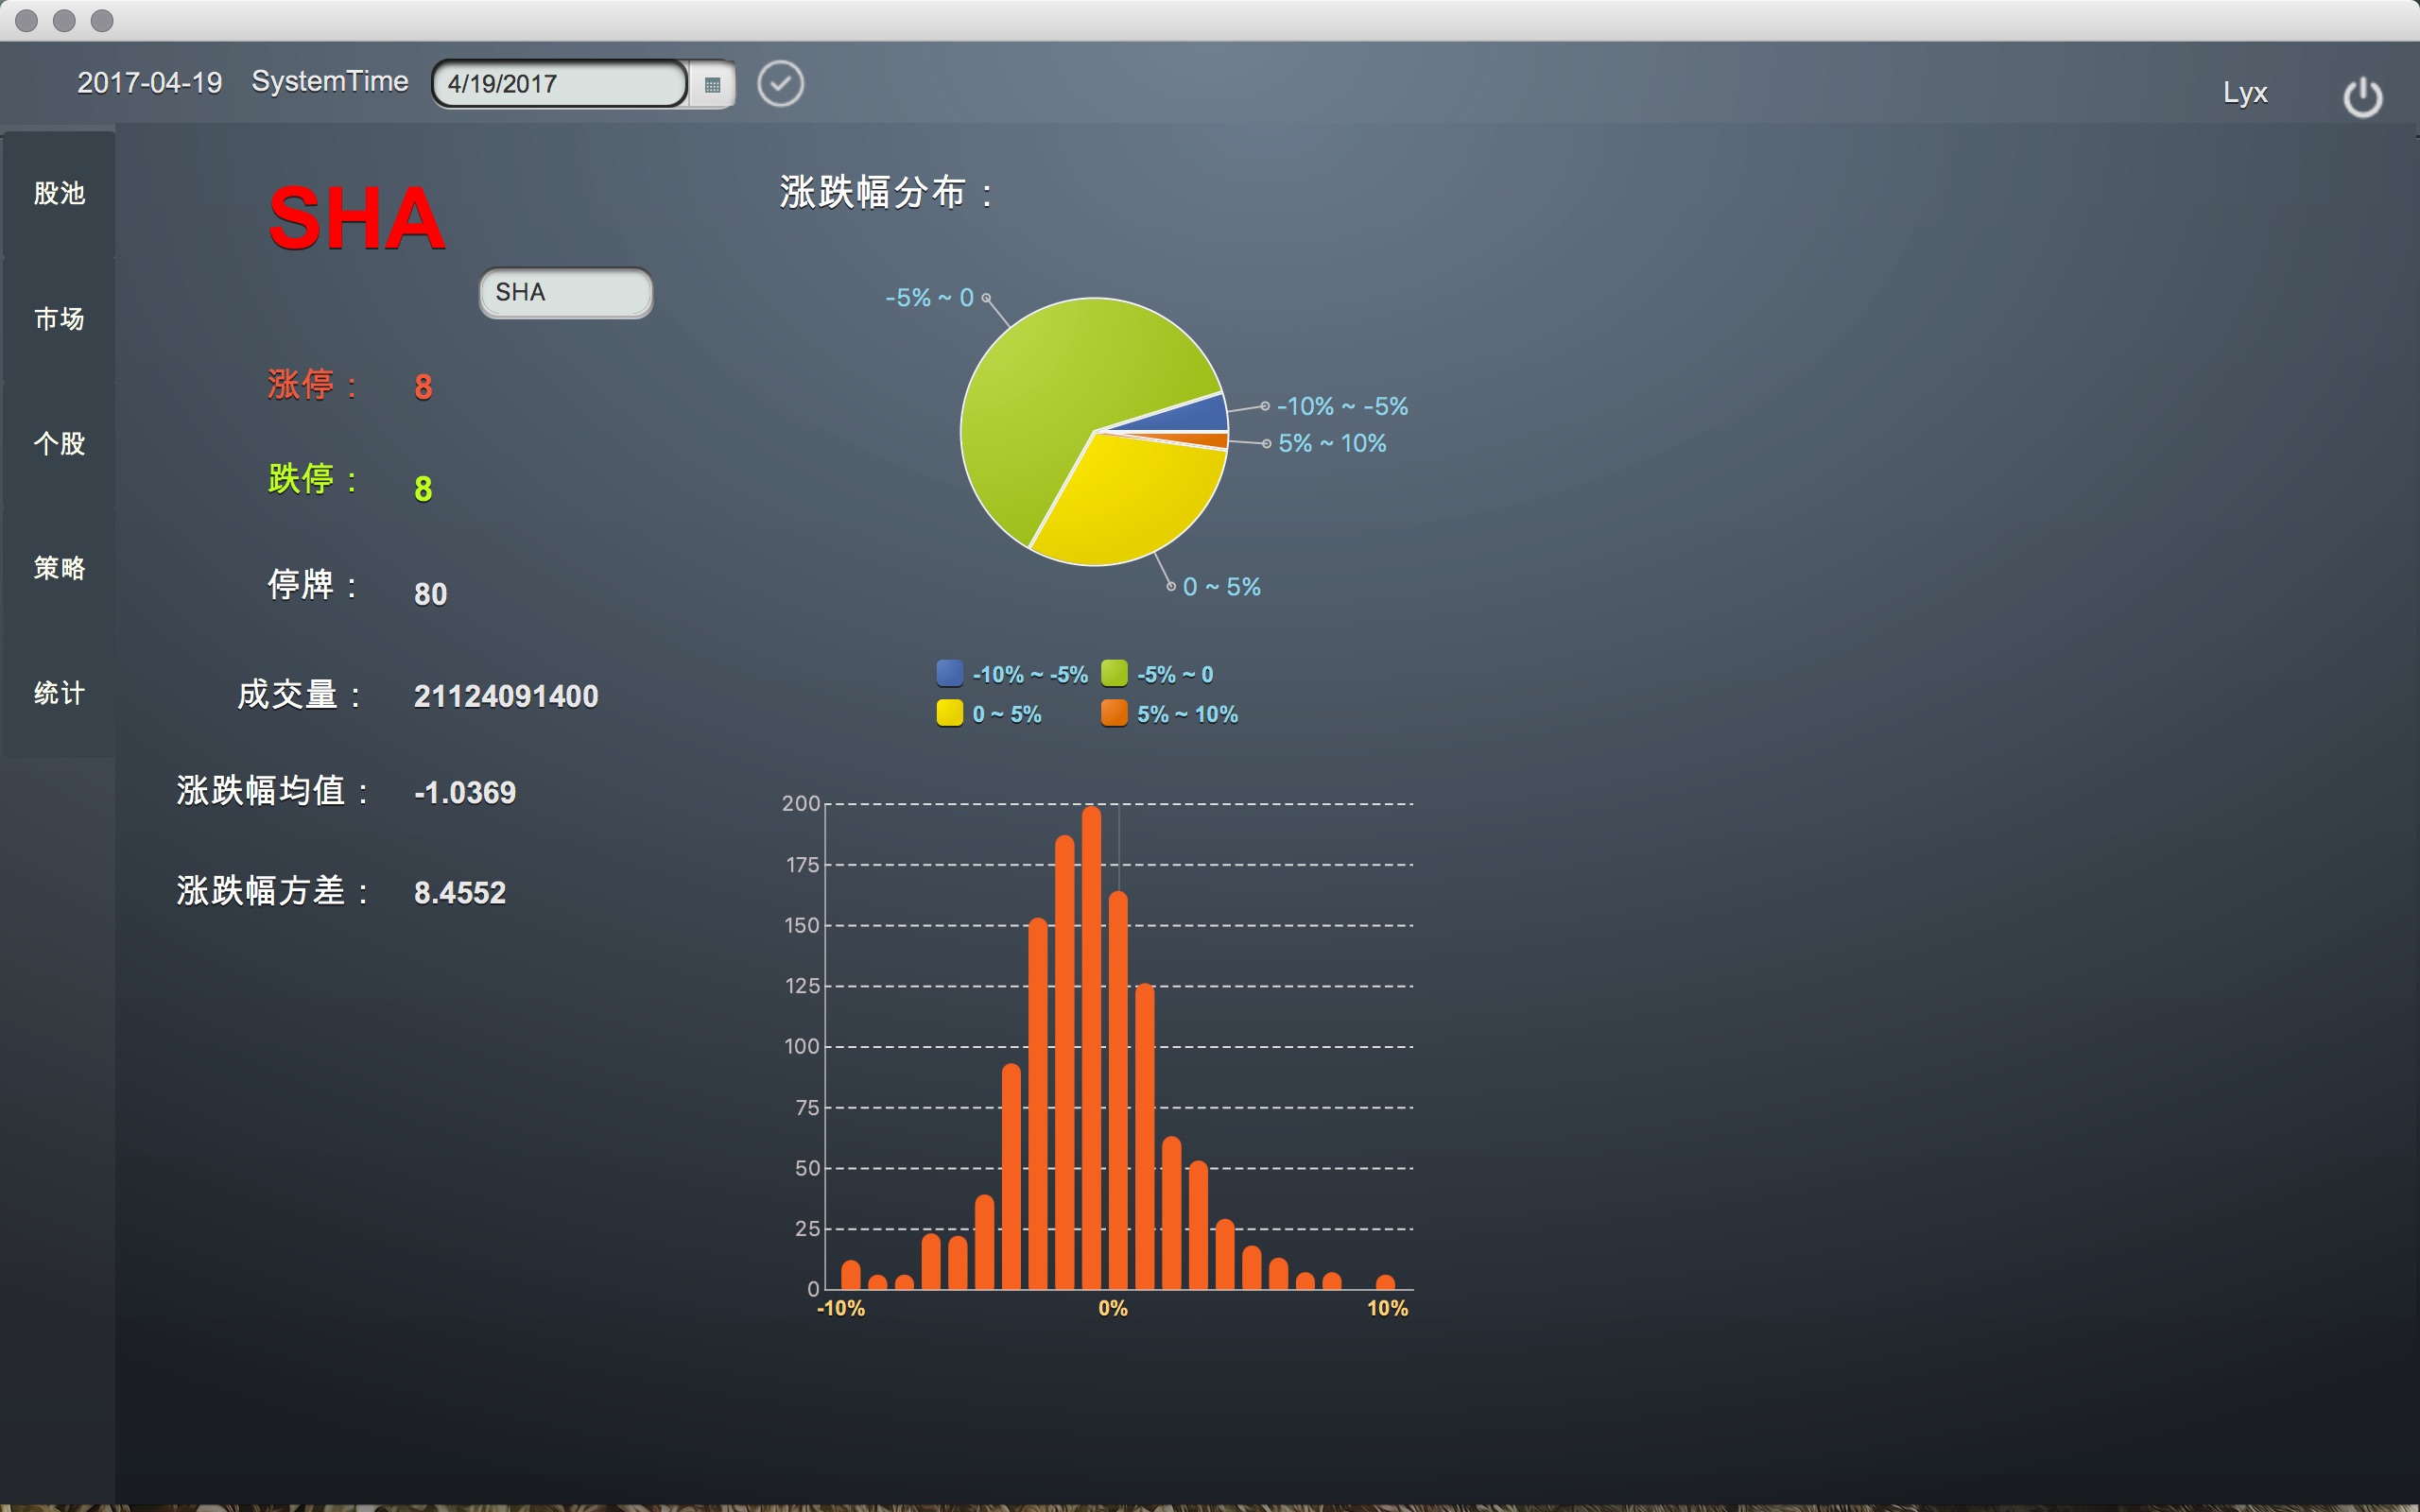 2017-04-19 SystemTime 4/19/2017 Lyx
股池
市场
个股
策略
统计
SHA
SHA
涨停： 8
跌停： 8
停牌： 80
成交量： 21124091400
涨跌幅均值： -1.0369
涨跌幅方差： 8.4552
涨跌幅分布：
-5% ~ 0
-10% ~ -5%
5% ~ 10%
0 ~ 5%
-10% ~ -5% -5% ~ 0
0 ~ 5% 5% ~ 10%
200
175
150
125
100
75
50
25
0
-10% 0% 10%